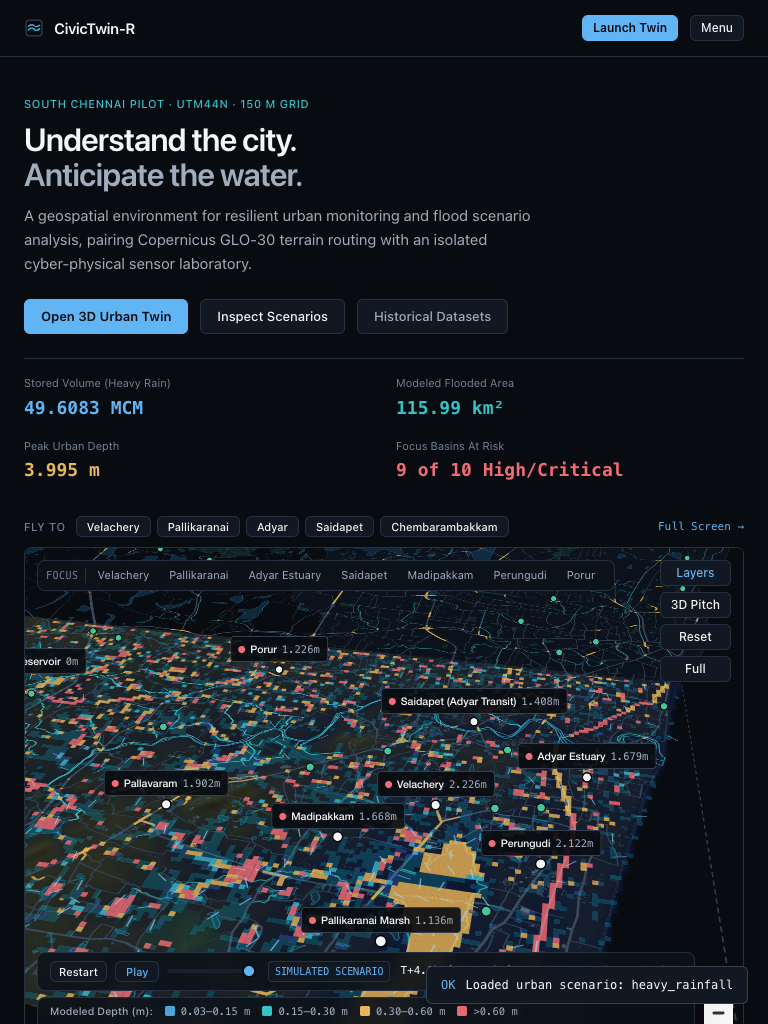 CivicTwin-R
Launch Twin
Menu
SOUTH CHENNAI PILOT · UTM44N · 150 M GRID
Understand the city.
Anticipate the water.
A geospatial environment for resilient urban monitoring and flood scenario
analysis, pairing Copernicus GLO-30 terrain routing with an isolated
cyber-physical sensor laboratory.
Open 3D Urban Twin
Inspect Scenarios
Historical Datasets
Stored Volume (Heavy Rain)
49.6083 MCM
Modeled Flooded Area
115.99 km²
Peak Urban Depth
3.995 m
Focus Basins At Risk
9 of 10 High/Critical
FLY TO
Velachery
Pallikaranai
Adyar
Saidapet
Chembarambakkam
Full Screen →
FOCUS
Velachery
Pallikaranai
Adyar Estuary
Saidapet
Madipakkam
Perungudi
Porur
Layers
3D Pitch
Reset
Full
Porur 1.226m
0m
Saidapet (Adyar Transit) 1.408m
Adyar Estuary 1.679m
Pallavaram 1.902m
Velachery 2.226m
Madipakkam 1.668m
Perungudi 2.122m
Pallikaranai Marsh 1.136m
Restart
Play
SIMULATED SCENARIO
OK Loaded urban scenario: heavy_rainfall
Modeled Depth (m):
0.03–0.15 m
0.15–0.30 m
0.30–0.60 m
>0.60 m